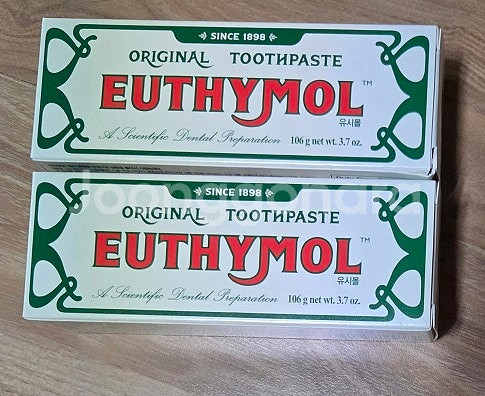 SINCE 1898
ORIGINAL TOOTHPASTE
EUTHYMOL™
유시몰
A Scientific Dental Preparation 106 g net wt. 3.7 oz.
SINCE 1898
ORIGINAL TOOTHPASTE
EUTHYMOL™
유시몰
A Scientific Dental Preparation 106 g net wt. 3.7 oz.